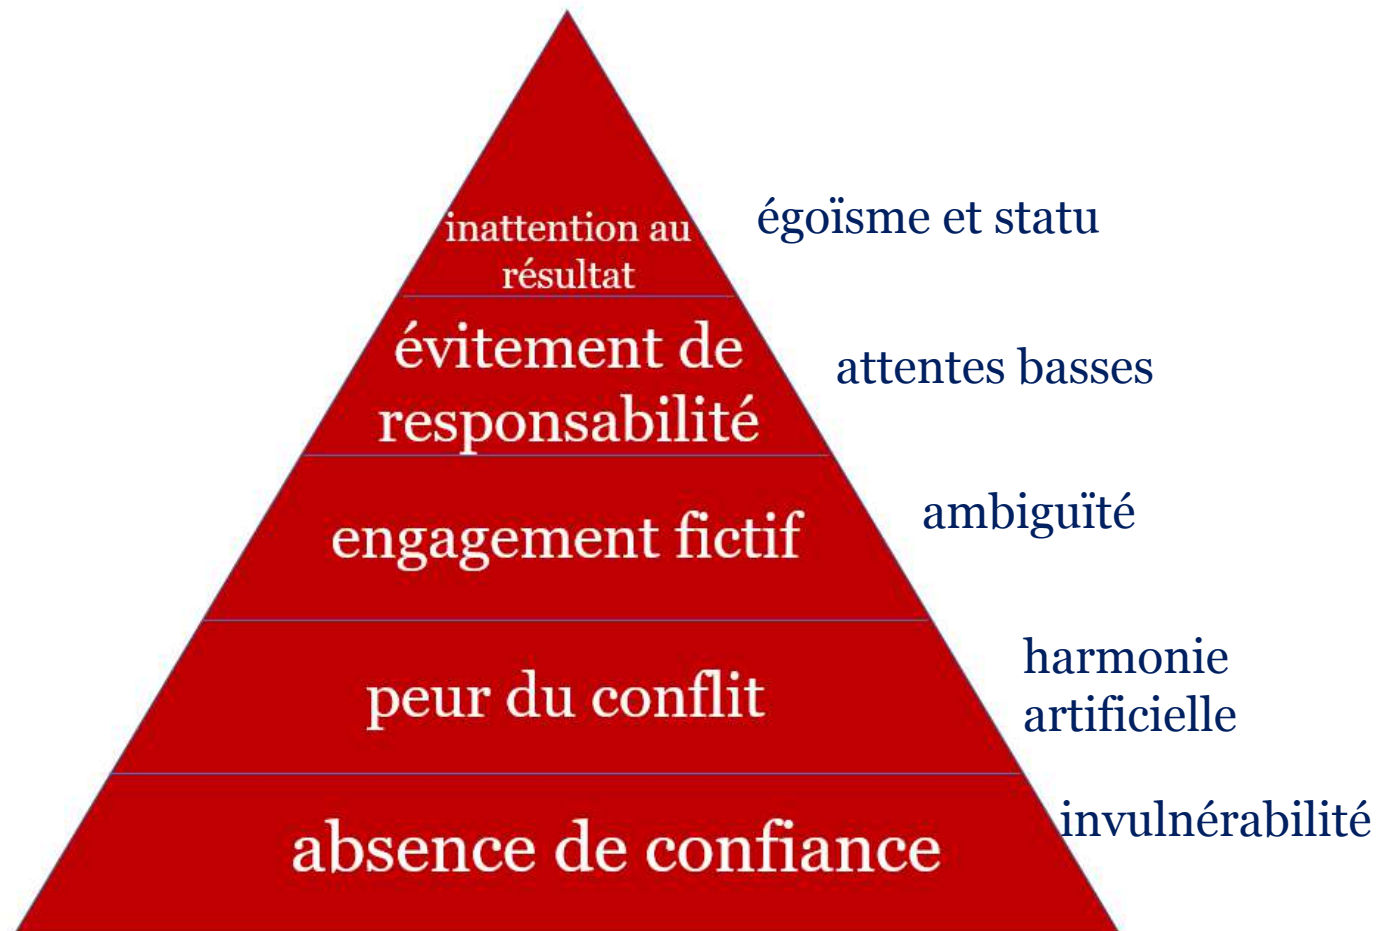 inattention au
résultat
égoïsme et statu
évitement de
responsabilité
attentes basses
engagement fictif
ambiguïté
peur du conflit
harmonie
artificielle
absence de confiance
invulnérabilité